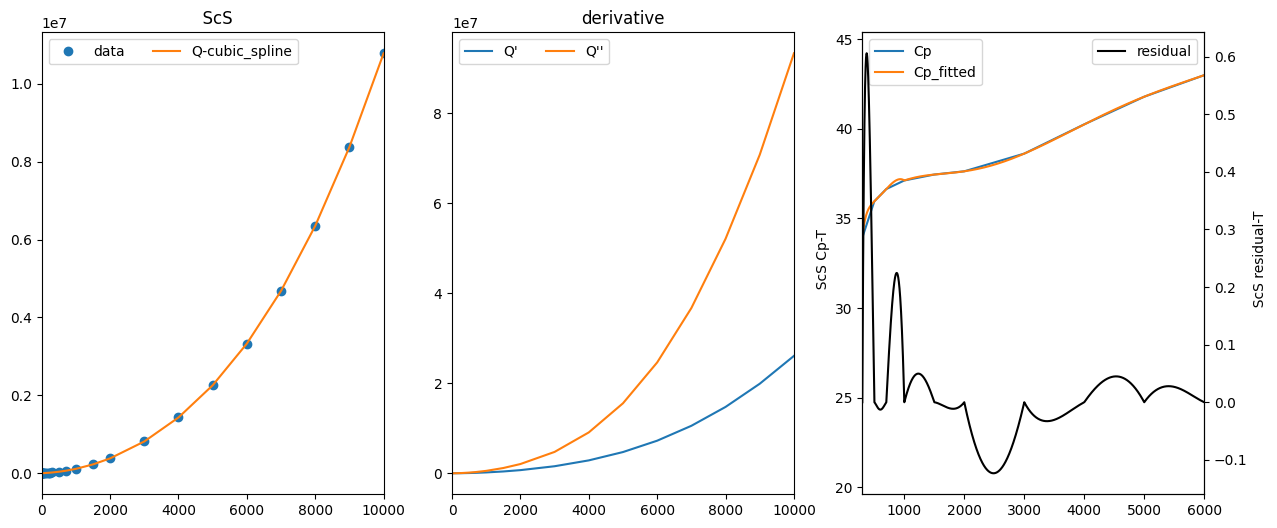 ScS
1e7
data
Q-cubic_spline
1.0
0.8
0.6
0.4
0.2
0.0
0 2000 4000 6000 8000 10000
derivative
1e7
Q'
Q''
8
6
4
2
0
0 2000 4000 6000 8000 10000
Cp
Cp_fitted
residual
ScS Cp-T
45
40
35
30
25
20
1000 2000 3000 4000 5000 6000
0.6
0.5
0.4
0.3
0.2
0.1
0.0
−0.1
ScS residual-T